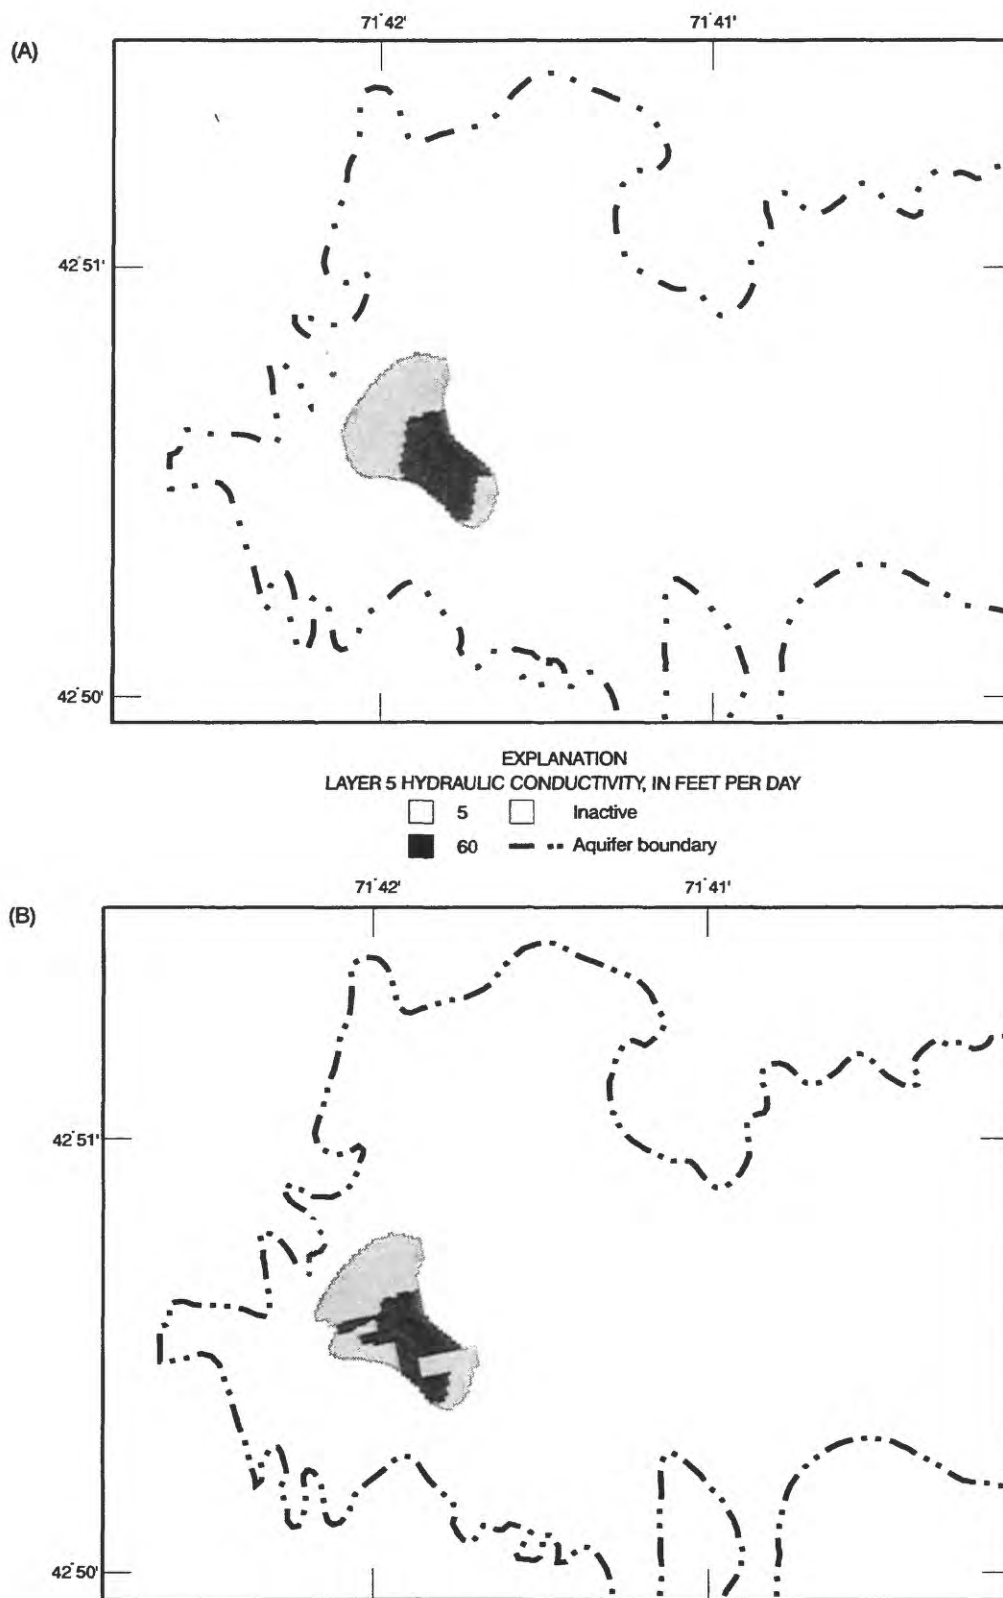 (A)
71°42' 71°41'
42°51'
42°50'
EXPLANATION
LAYER 5 HYDRAULIC CONDUCTIVITY, IN FEET PER DAY
5 Inactive
60 Aquifer boundary
(B)
71°42' 71°41'
42°51'
42°50'